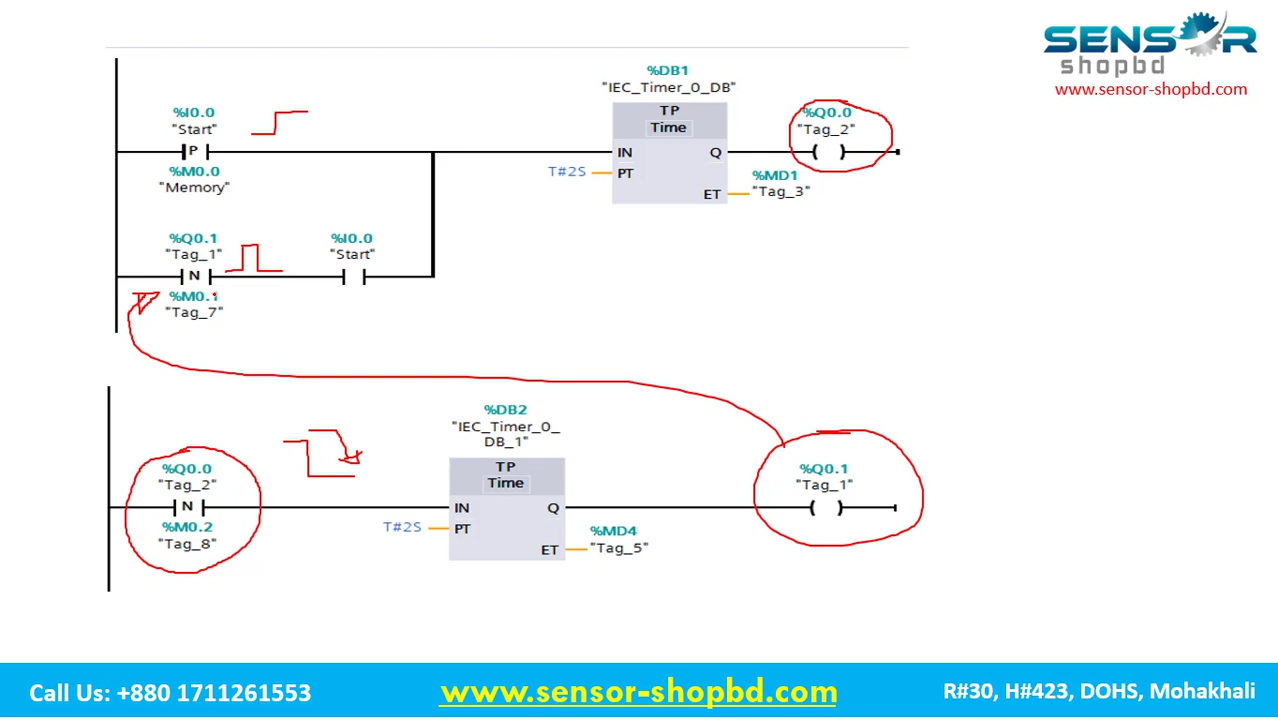 SENSOR
shopbd
www.sensor-shopbd.com
%DB1
"IEC_Timer_0_DB"
TP
Time
%I0.0
"Start"
P
%M0.0
"Memory"
IN
Q
T#2S
PT
ET
%Q0.0
"Tag_2"
%MD1
"Tag_3"
%Q0.1
"Tag_1"
N
%M0.1
"Tag_7"
%I0.0
"Start"
%DB2
"IEC_Timer_0_
DB_1"
TP
Time
%Q0.0
"Tag_2"
N
%M0.2
"Tag_8"
IN
Q
T#2S
PT
ET
%MD4
"Tag_5"
%Q0.1
"Tag_1"
Call Us: +880 1711261553
www.sensor-shopbd.com
R#30, H#423, DOHS, Mohakhali